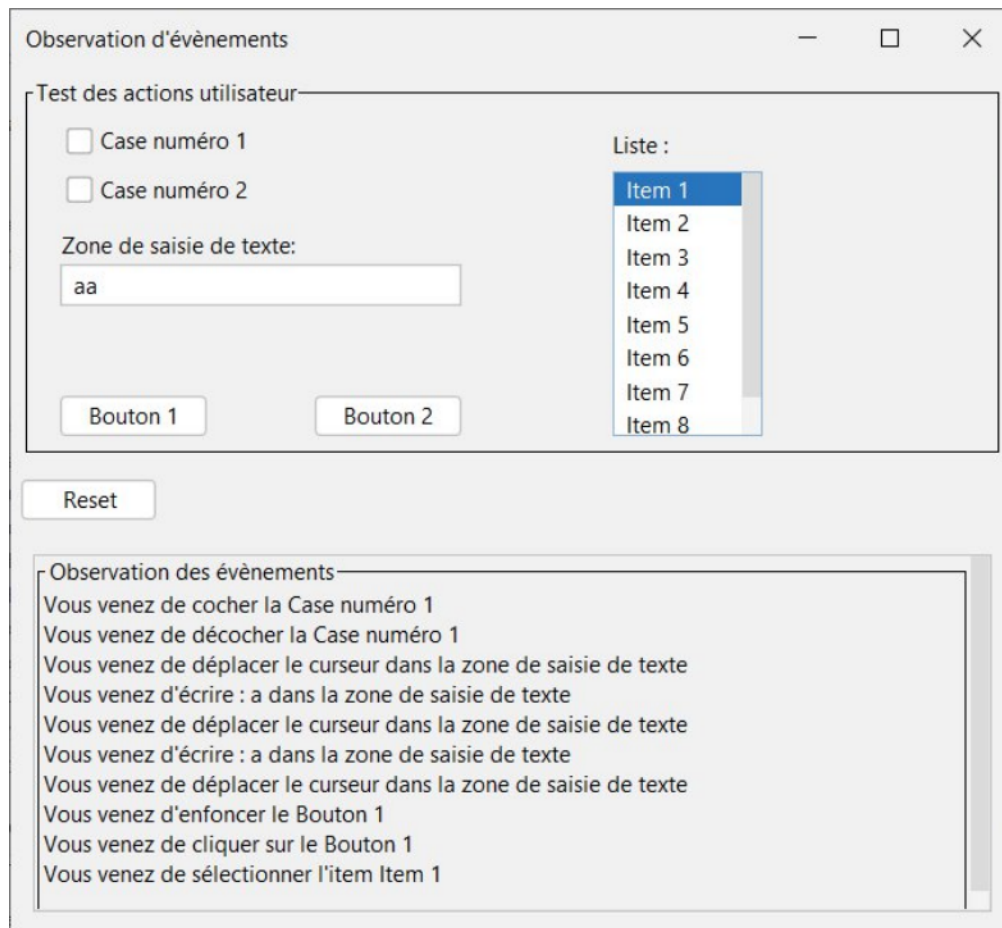 Observation d'évènements
Test des actions utilisateur
Case numéro 1
Case numéro 2
Zone de saisie de texte:
aa
Bouton 1
Bouton 2
Liste :
Item 1
Item 2
Item 3
Item 4
Item 5
Item 6
Item 7
Item 8
Reset
Observation des évènements
Vous venez de cocher la Case numéro 1
Vous venez de décocher la Case numéro 1
Vous venez de déplacer le curseur dans la zone de saisie de texte
Vous venez d'écrire : a dans la zone de saisie de texte
Vous venez de déplacer le curseur dans la zone de saisie de texte
Vous venez d'écrire : a dans la zone de saisie de texte
Vous venez de déplacer le curseur dans la zone de saisie de texte
Vous venez d'enfoncer le Bouton 1
Vous venez de cliquer sur le Bouton 1
Vous venez de sélectionner l'item Item 1